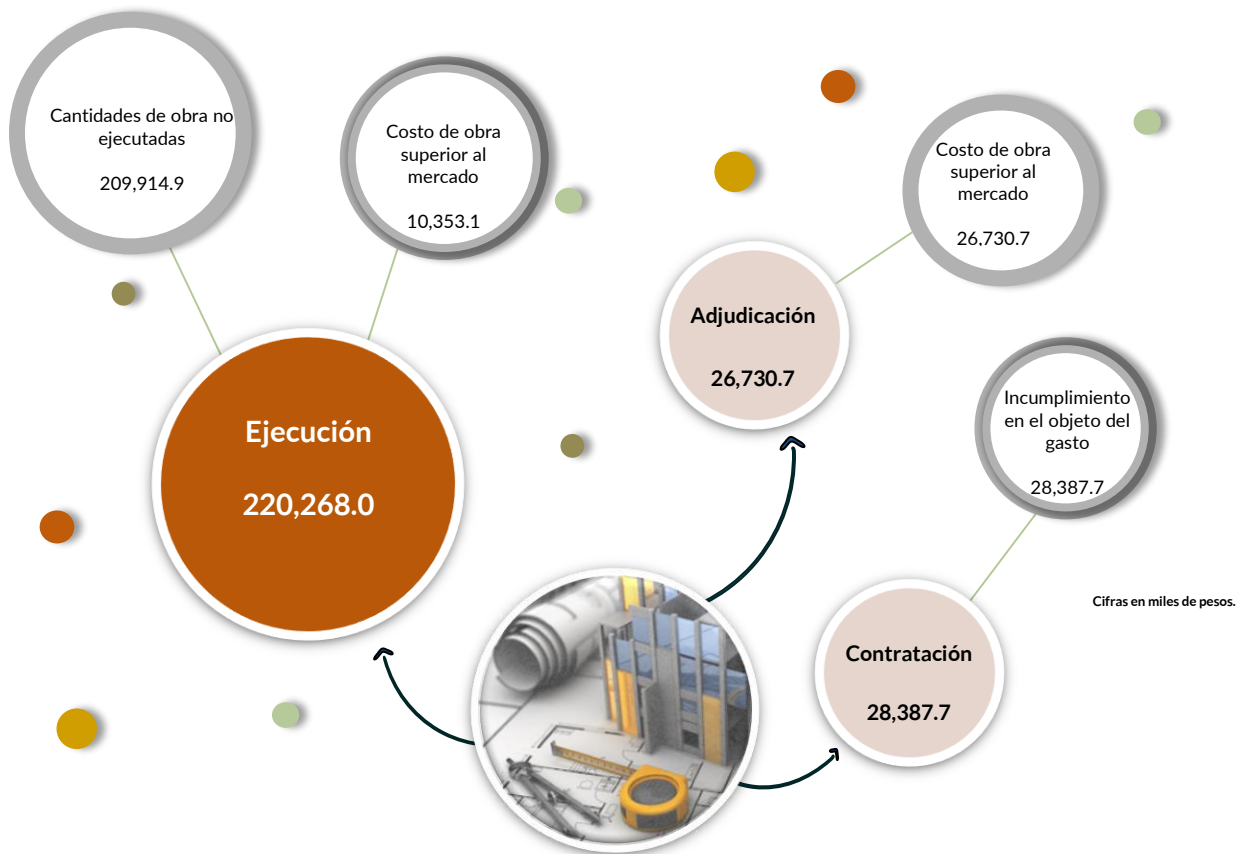 Cantidades de obra no
ejecutadas
209,914.9
Costo de obra
superior al
mercado
10,353.1
Ejecución
220,268.0
Costo de obra
superior al
mercado
26,730.7
Adjudicación
26,730.7
Incumplimiento
en el objeto del
gasto
28,387.7
Contratación
28,387.7
Cifras en miles de pesos.